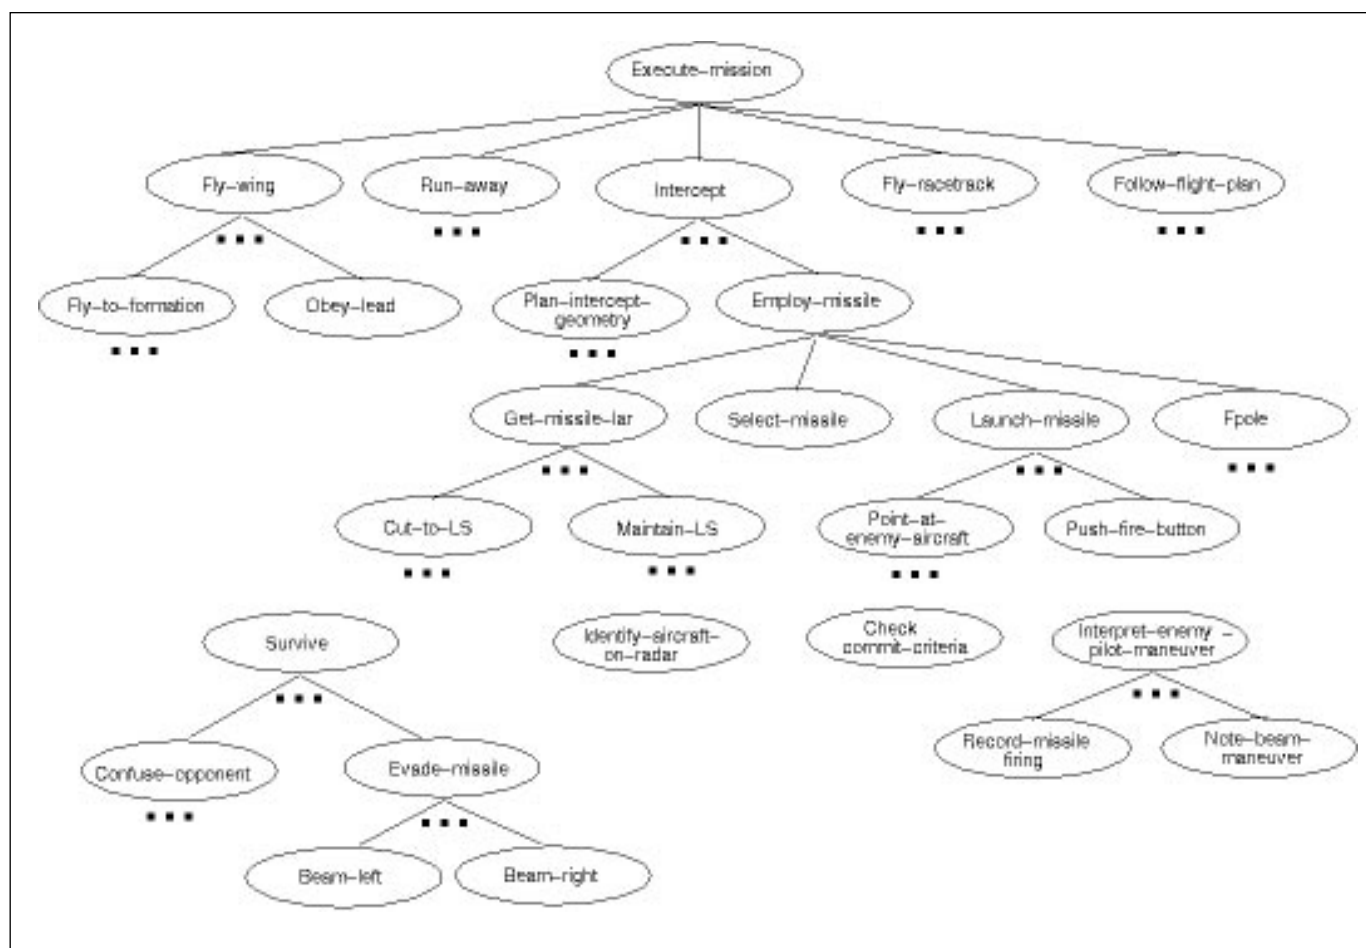 Execute-mission
Fly-wing
Run-away
Intercept
Fly-racetrack
Follow-flight-plan
Fly-to-formation
Obey-lead
Plan-intercept-
geometry
Employ-missile
Get-missile-lar
Select-missile
Launch-missile
Fpole
Cut-to-LS
Maintain-LS
Point-at-
enemy-aircraft
Push-fire-button
Survive
Identify-aircraft-
on-radar
Check
commit-criteria
Interpret-enemy -
pilot-maneuver
Confuse-opponent
Evade-missile
Record-missile
firing
Note-beam-
maneuver
Beam-left
Beam-right